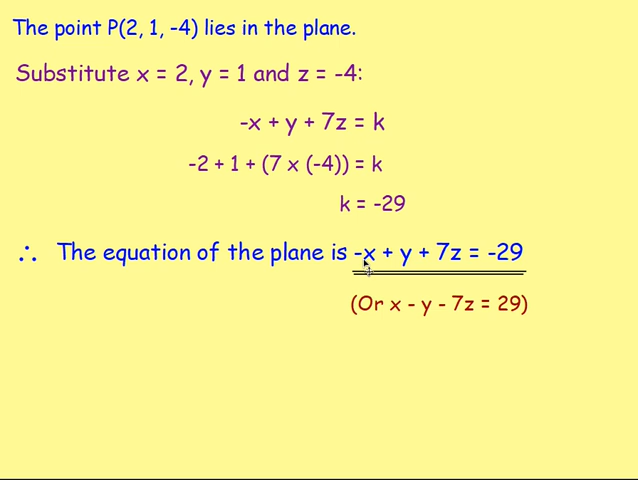 The point P(2, 1, -4) lies in the plane.
Substitute x = 2, y = 1 and z = -4:
-x + y + 7z = k
-2 + 1 + (7 x (-4)) = k
k = -29
∴ The equation of the plane is -x + y + 7z = -29
(Or x - y - 7z = 29)